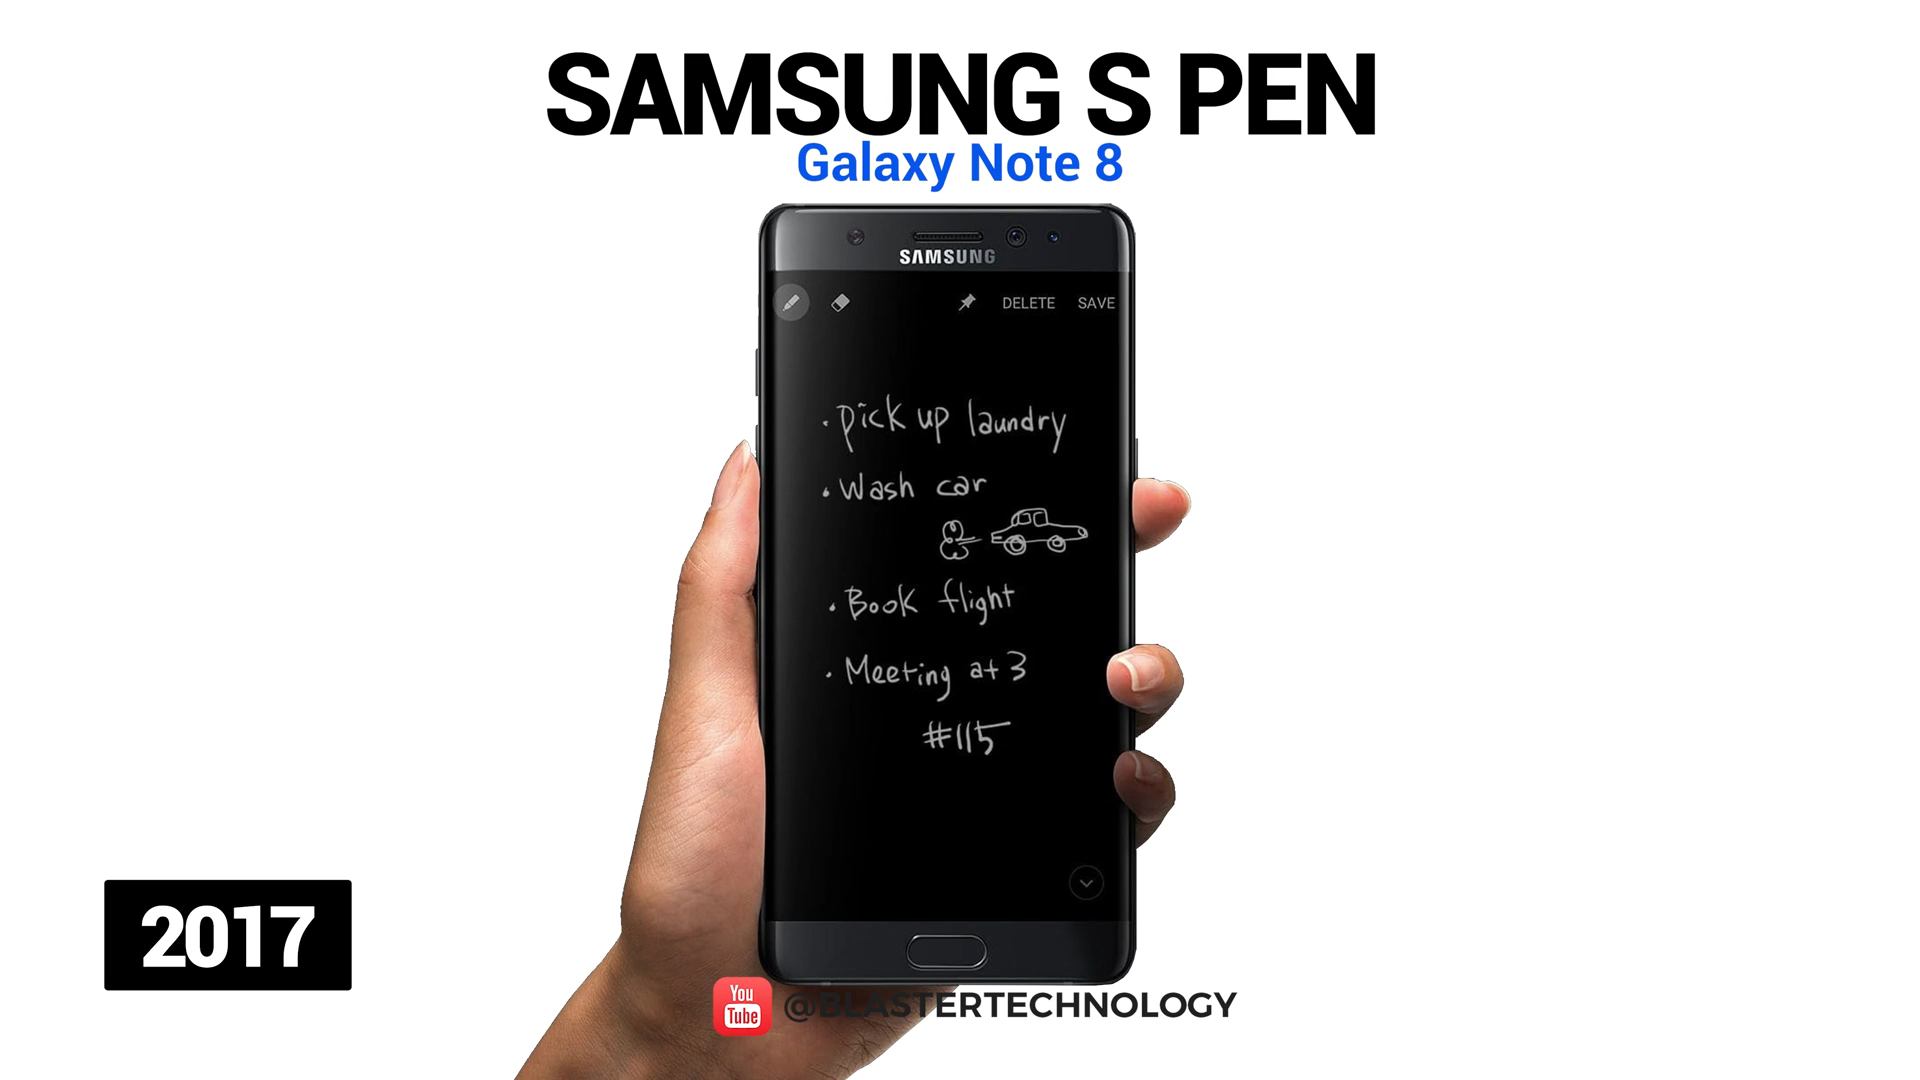 SAMSUNG S PEN
Galaxy Note 8
SAMSUNG
DELETE SAVE
· Pick up laundry
· Wash car
· Book flight
· Meeting at 3
#115
2017
You
Tube
@BLASTERTECHNOLOGY